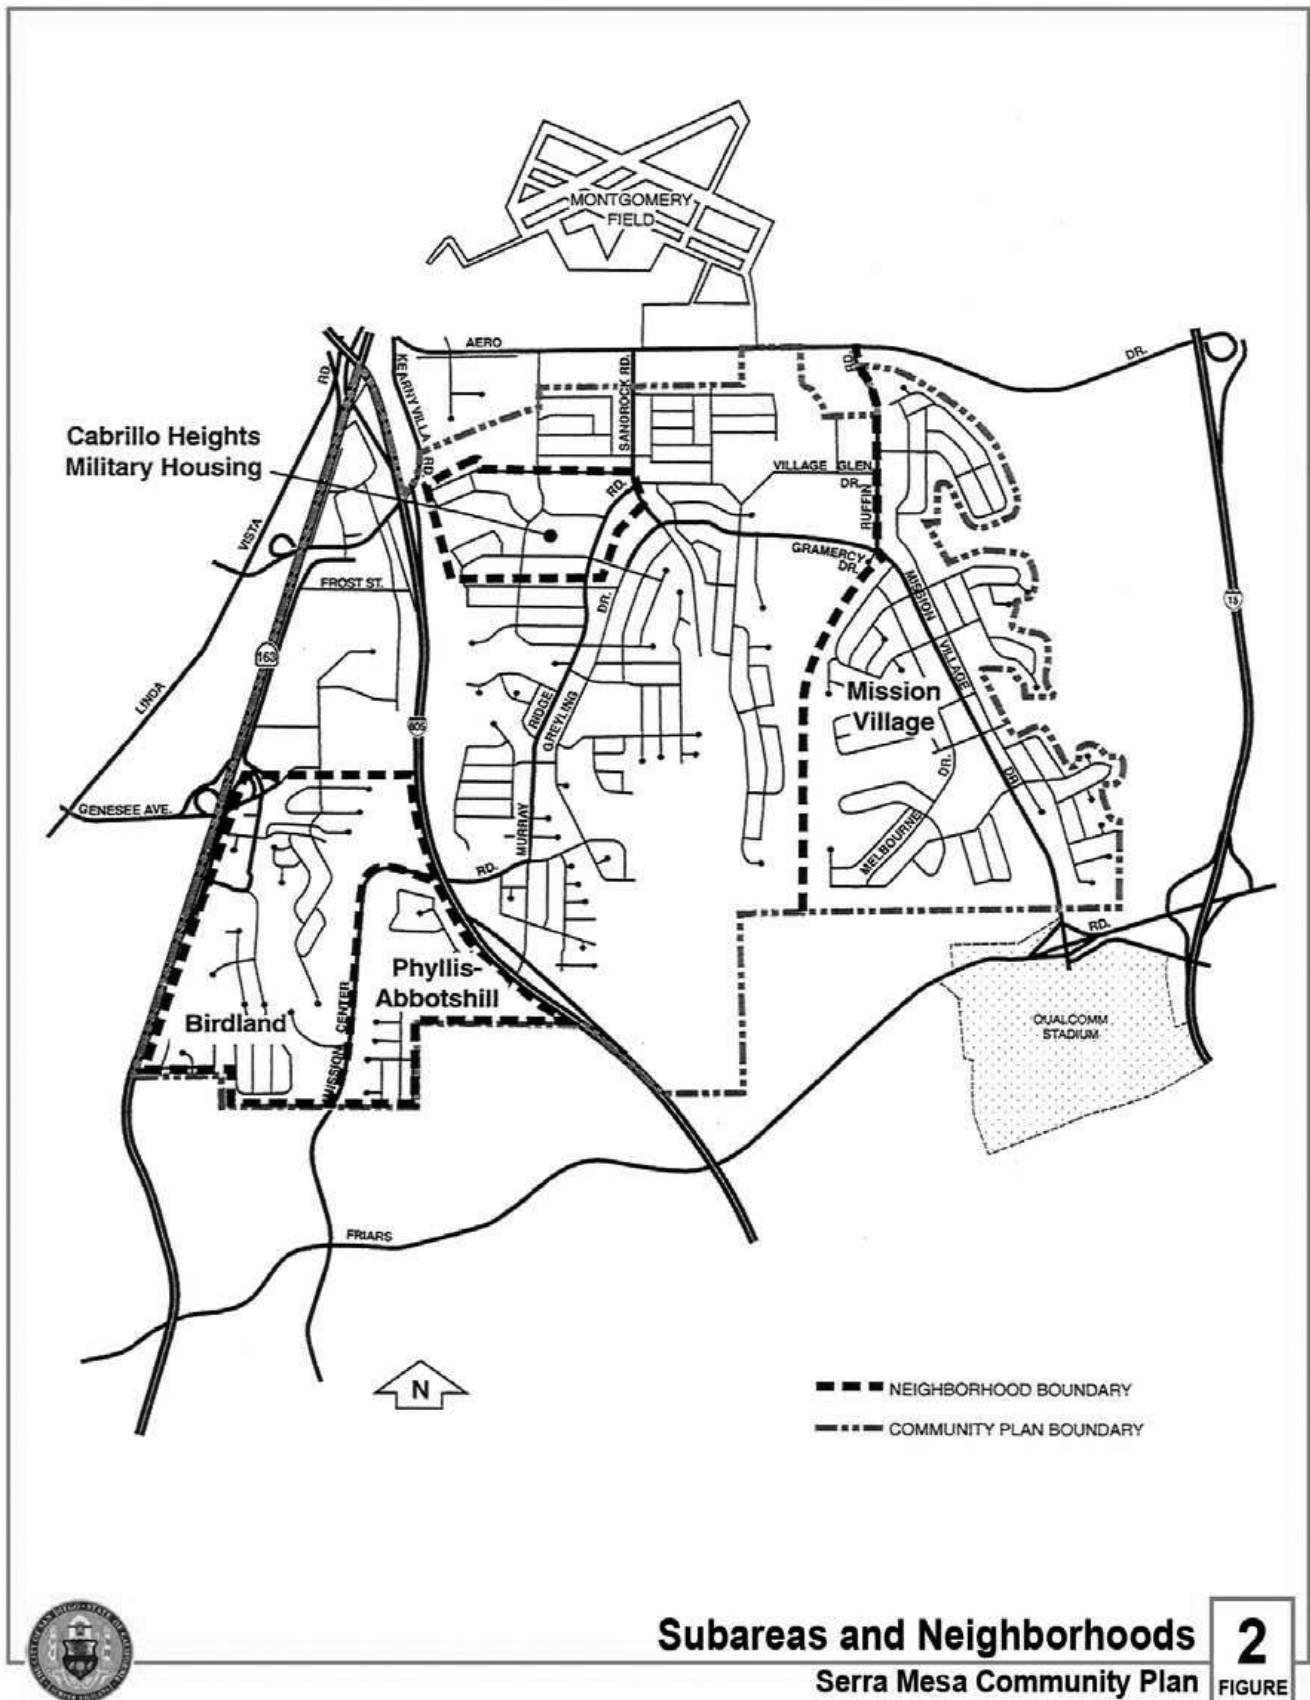 MONTGOMERY
FIELD
AERO
DR.
RD.
KEARNY VILLA
RD
SANDROCK RD.
RD.
Cabrillo Heights
Military Housing
VILLAGE GLEN
DR.
RUFFIN
RD.
VISTA
GRAMERCY
DR.
FROST ST.
MISSION
DR.
15
163
LINDA
VILLAGE
Mission
Village
RIDGE
GREYLING
805
DR.
DR.
GENESEE AVE.
MURRAY
MELBOURNE
RD.
RD.
Phyllis-
Abbotshill
CENTER
Birdland
MISSION
QUALCOMM
STADIUM
FRIARS
N
NEIGHBORHOOD BOUNDARY
COMMUNITY PLAN BOUNDARY
Subareas and Neighborhoods
Serra Mesa Community Plan
2
FIGURE